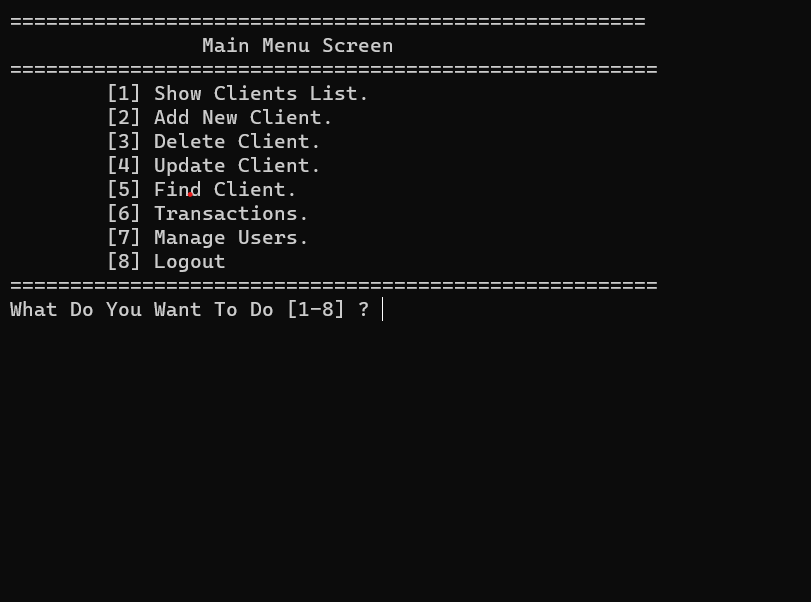 =====================================================
Main Menu Screen
======================================================
[1] Show Clients List.
[2] Add New Client.
[3] Delete Client.
[4] Update Client.
[5] Find Client.
[6] Transactions.
[7] Manage Users.
[8] Logout
======================================================
What Do You Want To Do [1-8] ?